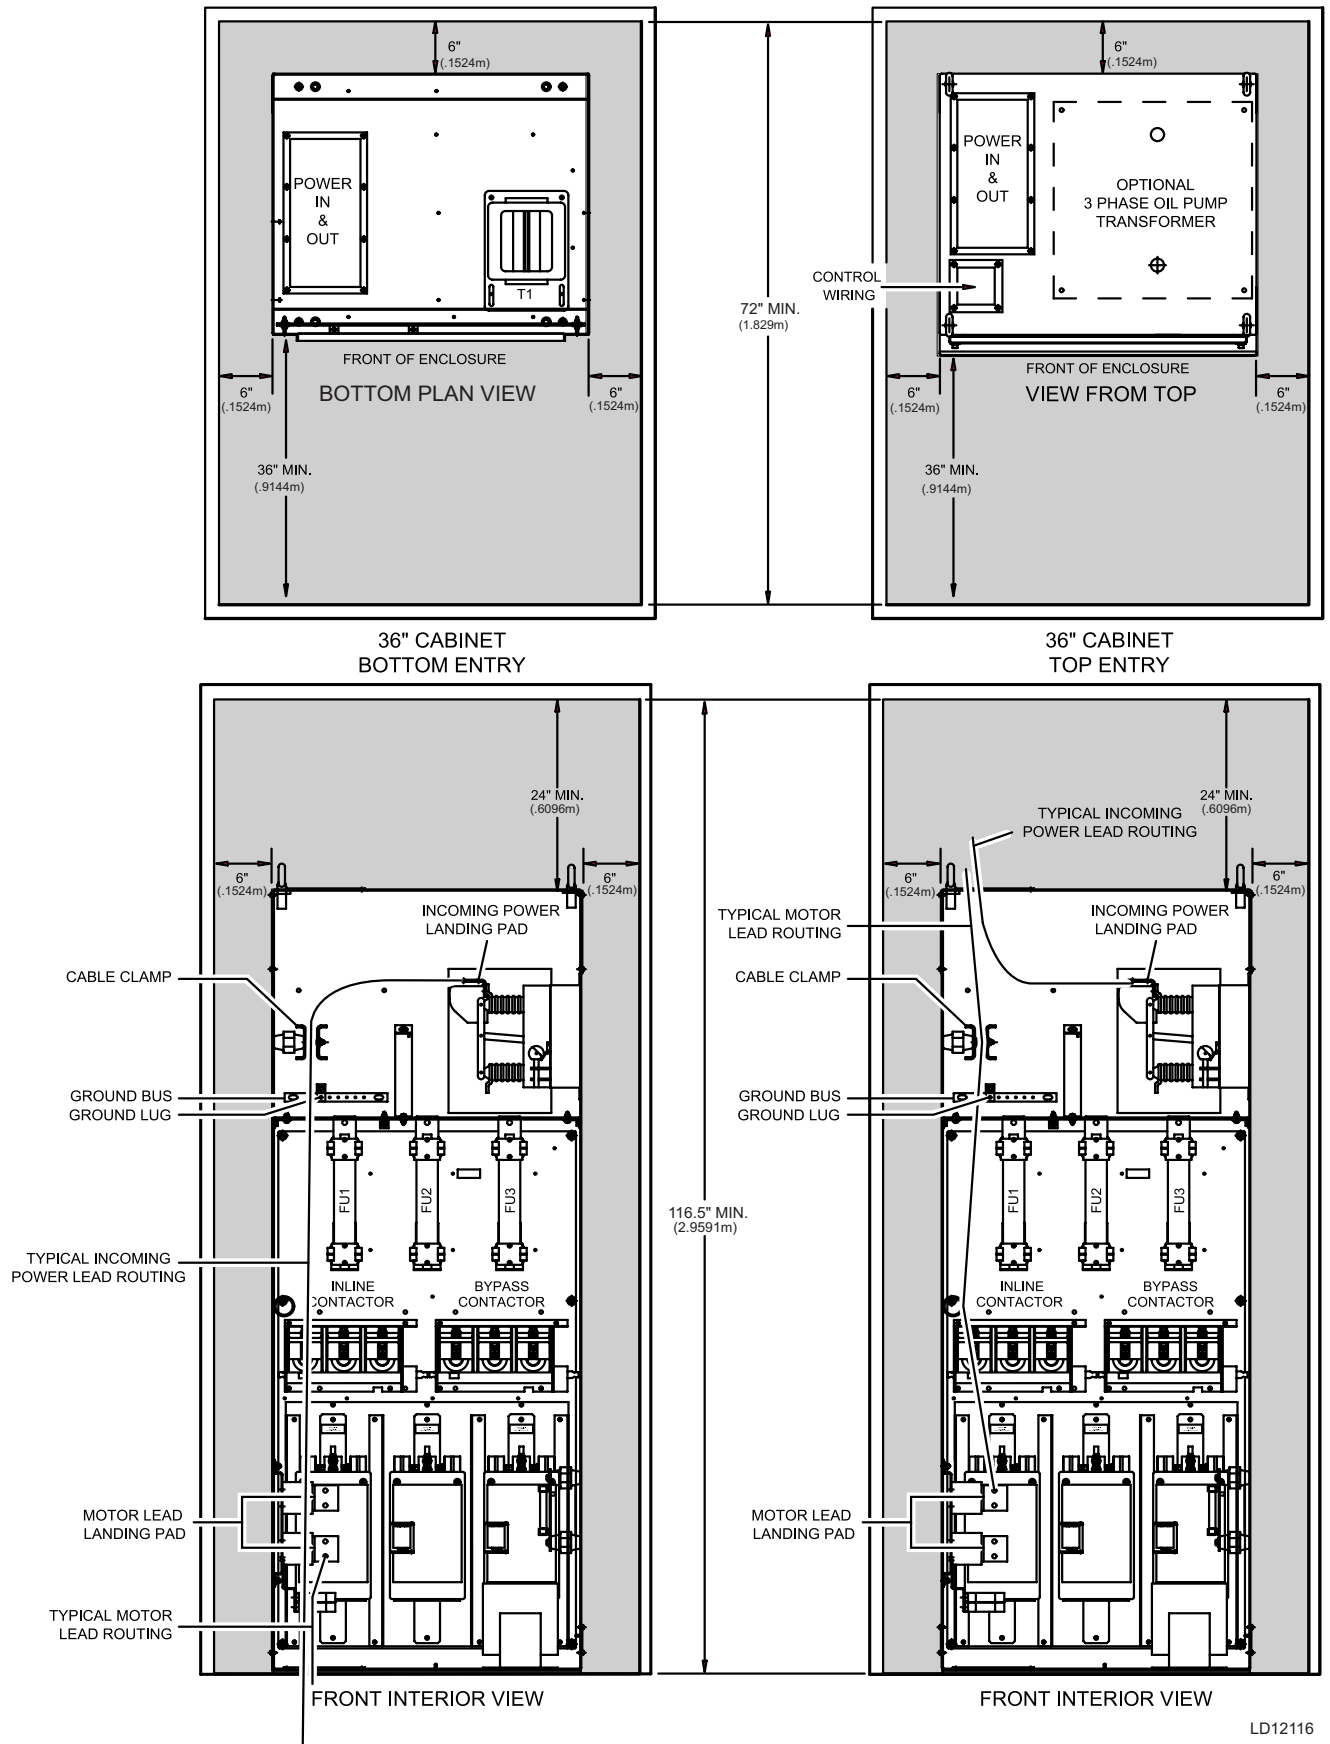 6"
(.1524m)
POWER
IN
&
OUT
T1
FRONT OF ENCLOSURE
BOTTOM PLAN VIEW
6"
(.1524m)
6"
(.1524m)
36" MIN.
(.9144m)
72" MIN.
(1.829m)
6"
(.1524m)
POWER
IN
&
OUT
OPTIONAL
3 PHASE OIL PUMP
TRANSFORMER
CONTROL
WIRING
FRONT OF ENCLOSURE
VIEW FROM TOP
6"
(.1524m)
6"
(.1524m)
36" MIN.
(.9144m)
36" CABINET
BOTTOM ENTRY
36" CABINET
TOP ENTRY
24" MIN.
(.6096m)
6"
(.1524m)
6"
(.1524m)
INCOMING POWER
LANDING PAD
CABLE CLAMP
GROUND BUS
GROUND LUG
FU1
FU2
FU3
TYPICAL INCOMING
POWER LEAD ROUTING
INLINE
CONTACTOR
BYPASS
CONTACTOR
MOTOR LEAD
LANDING PAD
TYPICAL MOTOR
LEAD ROUTING
FRONT INTERIOR VIEW
116.5" MIN.
(2.9591m)
24" MIN.
(.6096m)
TYPICAL INCOMING
POWER LEAD ROUTING
6"
(.1524m)
6"
(.1524m)
TYPICAL MOTOR
LEAD ROUTING
INCOMING POWER
LANDING PAD
CABLE CLAMP
GROUND BUS
GROUND LUG
FU1
FU2
FU3
INLINE
CONTACTOR
BYPASS
CONTACTOR
MOTOR LEAD
LANDING PAD
FRONT INTERIOR VIEW
LD12116